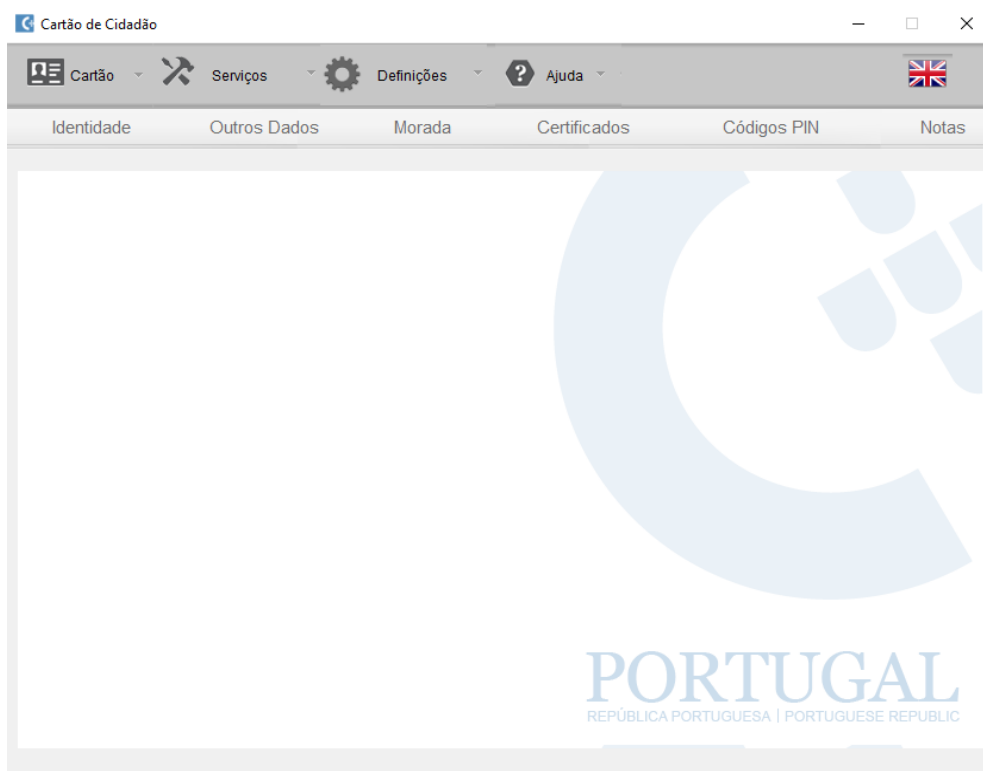 Cartão de Cidadão
Cartão Serviços Definições Ajuda
Identidade Outros Dados Morada Certificados Códigos PIN Notas
PORTUGAL
REPÚBLICA PORTUGUESA | PORTUGUESE REPUBLIC